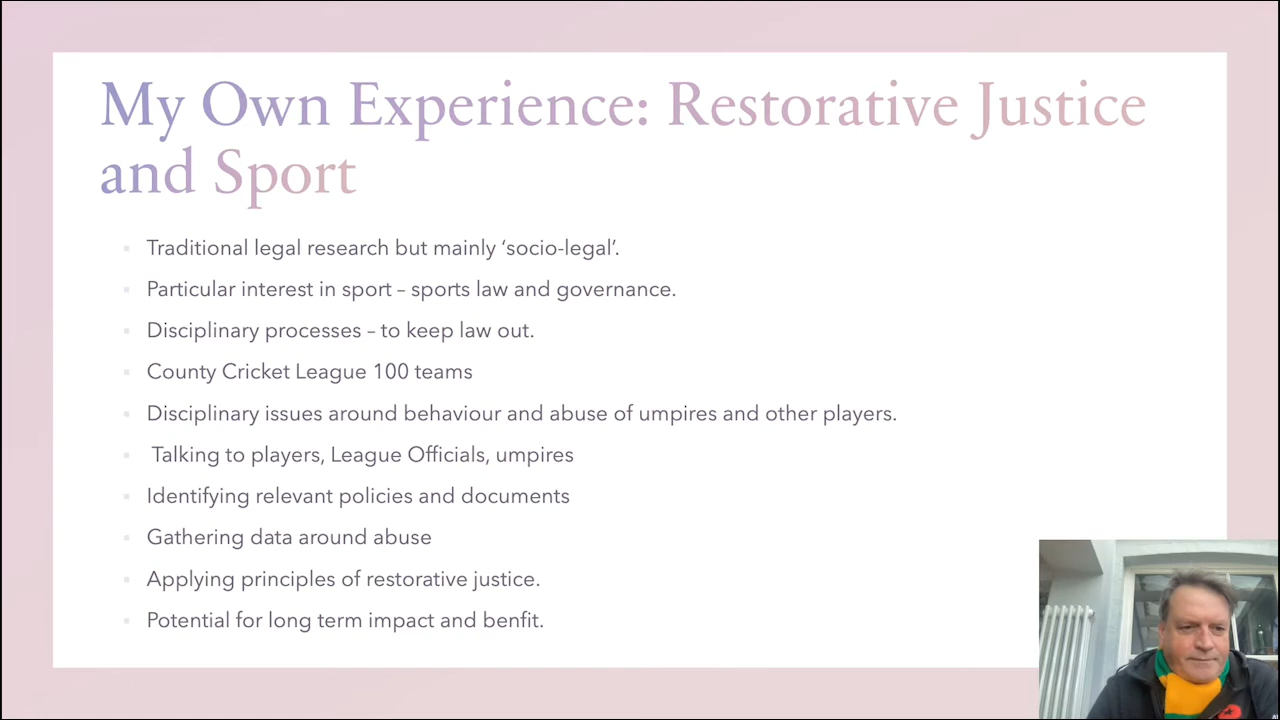 My Own Experience: Restorative Justice
and Sport
Traditional legal research but mainly ‘socio-legal’.
Particular interest in sport – sports law and governance.
Disciplinary processes – to keep law out.
County Cricket League 100 teams
Disciplinary issues around behaviour and abuse of umpires and other players.
Talking to players, League Officials, umpires
Identifying relevant policies and documents
Gathering data around abuse
Applying principles of restorative justice.
Potential for long term impact and benfit.